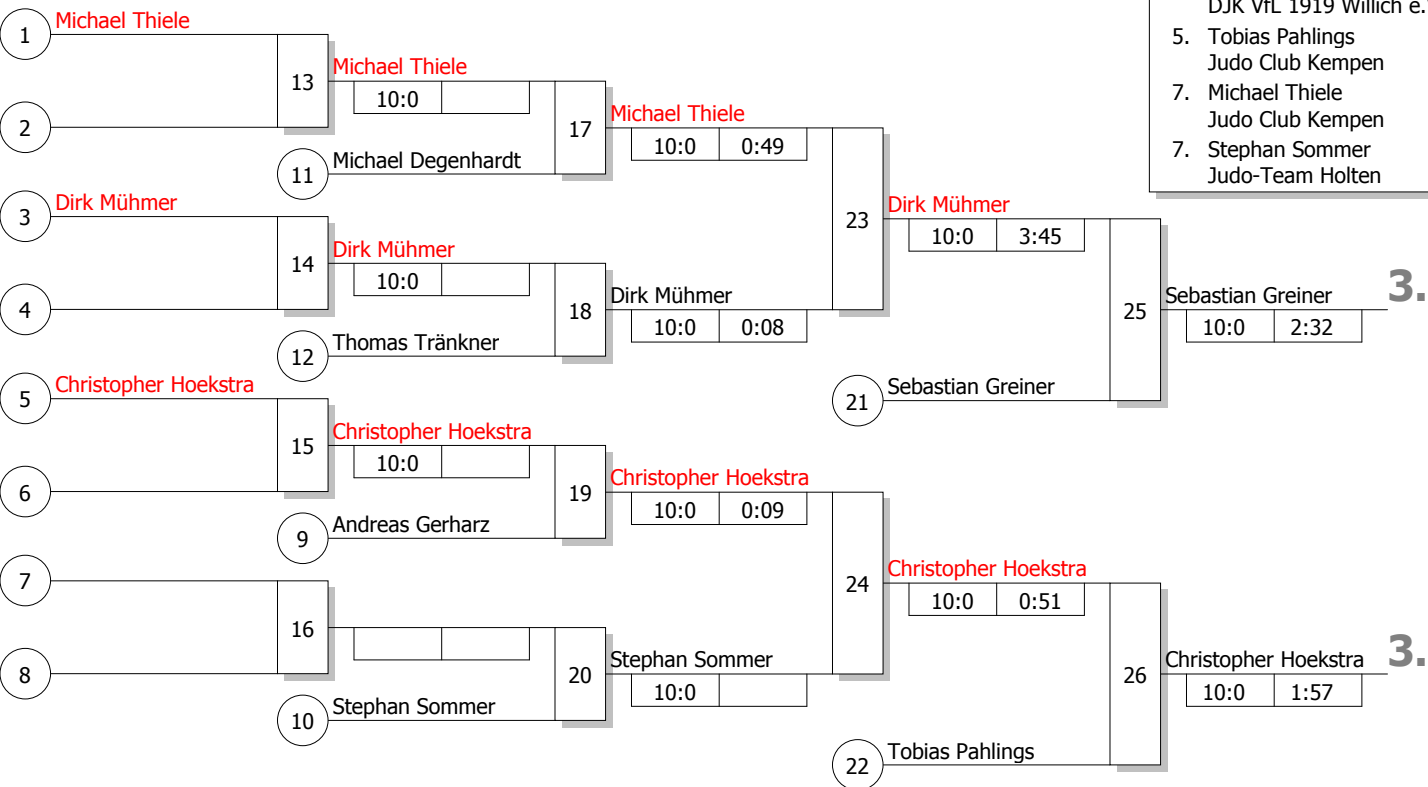 DJK VfL 1919 Willich e.
5. Tobias Pahlings
Judo Club Kempen
7. Michael Thiele
Judo Club Kempen
7. Stephan Sommer
Judo-Team Holten
1 Michael Thiele
13 Michael Thiele
10:0
2
17 Michael Thiele
10:0 0:49
11 Michael Degenhardt
3 Dirk Mühmer
23 Dirk Mühmer
10:0 3:45
14 Dirk Mühmer
10:0
4
18 Dirk Mühmer
10:0 0:08
25 Sebastian Greiner 3.
10:0 2:32
12 Thomas Tränkner
5 Christopher Hoekstra
21 Sebastian Greiner
15 Christopher Hoekstra
10:0
6
19 Christopher Hoekstra
10:0 0:09
9 Andreas Gerharz
7
24 Christopher Hoekstra
10:0 0:51
16
8
20 Stephan Sommer
10:0
26 Christopher Hoekstra 3.
10:0 1:57
10 Stephan Sommer
22 Tobias Pahlings